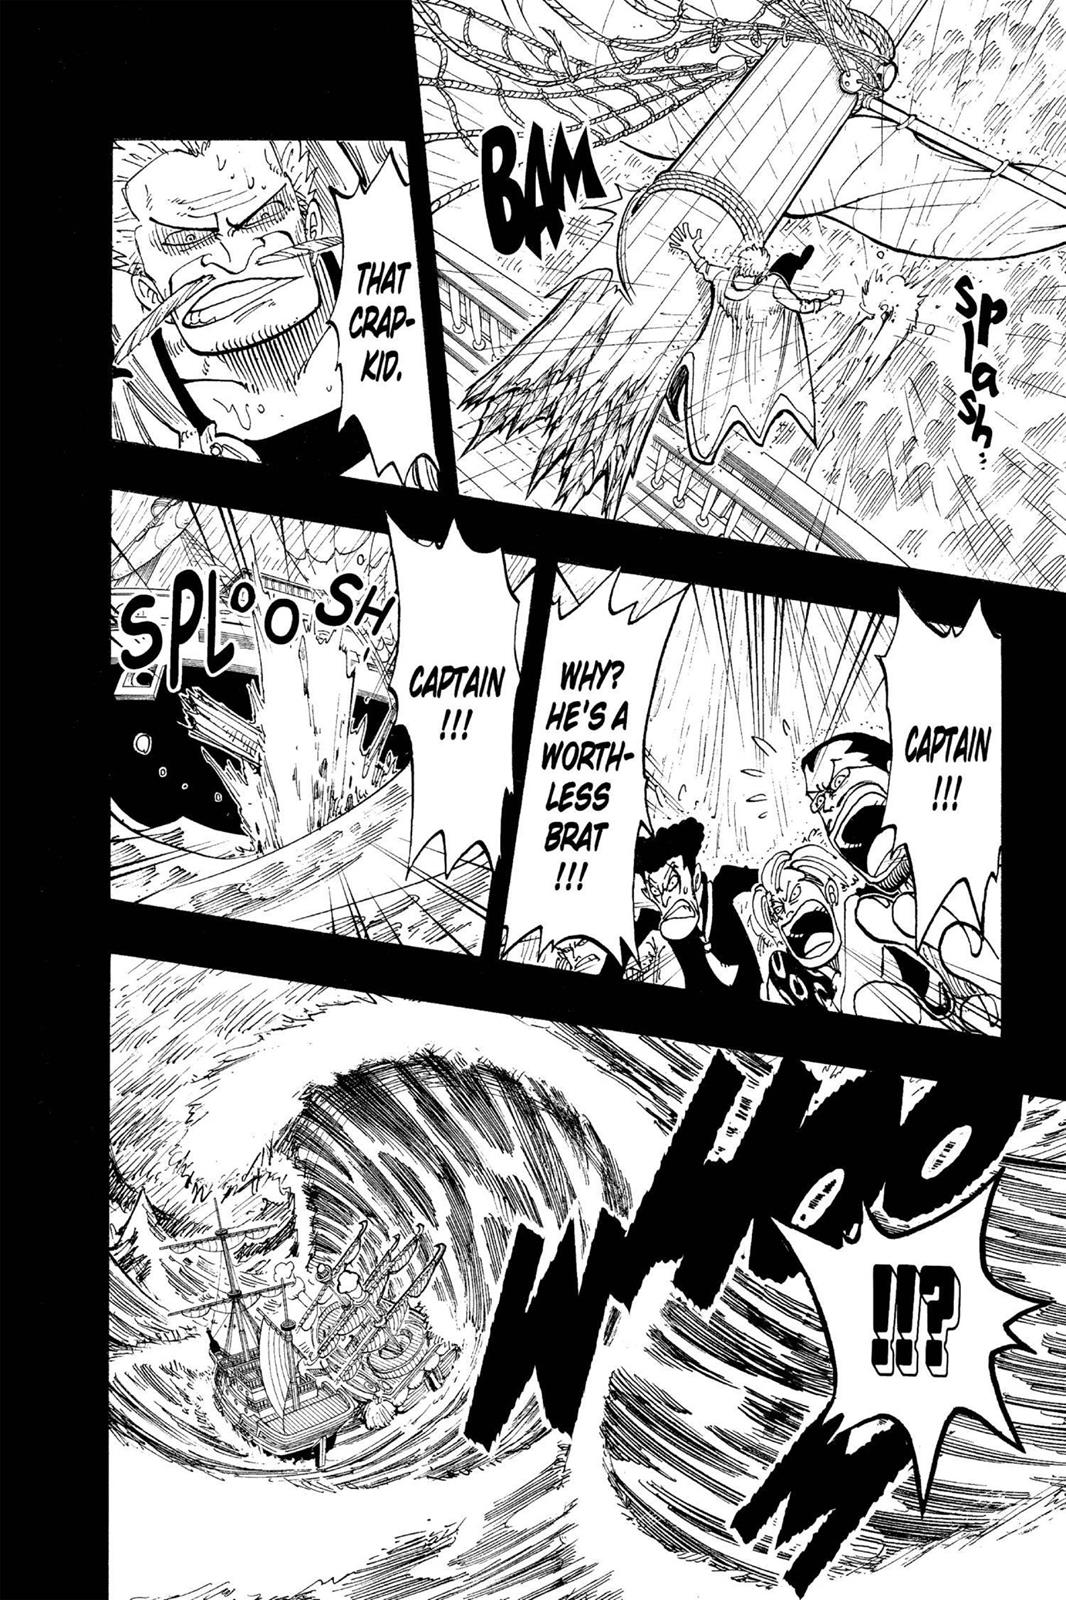 BAM
SPLASH..
THAT
CRAP-
KID.
CAPTAIN
!!!
WHY?
HE'S A
WORTH-
LESS
BRAT
!!!
CAPTAIN
!!!
SPLOOSH
WHOOM
!!?